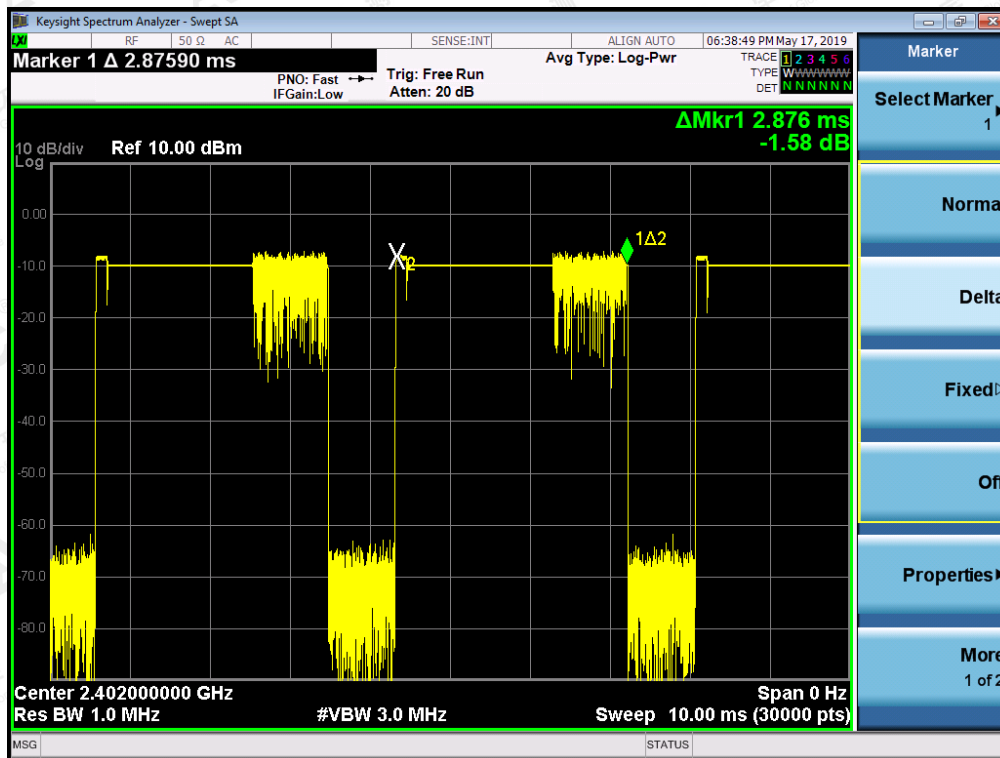 Keysight Spectrum Analyzer - Swept SA
LXI RF 50 Ω AC SENSE:INT ALIGN AUTO 06:38:49 PM May 17, 2019
Marker 1 Δ 2.87590 ms
PNO: Fast
IFGain:Low
Trig: Free Run
Atten: 20 dB
Avg Type: Log-Pwr
TRACE 1 2 3 4 5 6
TYPE W
DET N N N N N N
ΔMkr1 2.876 ms
-1.58 dB
10 dB/div Ref 10.00 dBm
Log
0.00
-10.0
-20.0
-30.0
-40.0
-50.0
-60.0
-70.0
-80.0
2
1Δ2
Center 2.402000000 GHz Span 0 Hz
Res BW 1.0 MHz #VBW 3.0 MHz Sweep 10.00 ms (30000 pts)
MSG STATUS
Marker
Select Marker
1
Norma
Delta
Fixed
Off
Properties
More
1 of 2